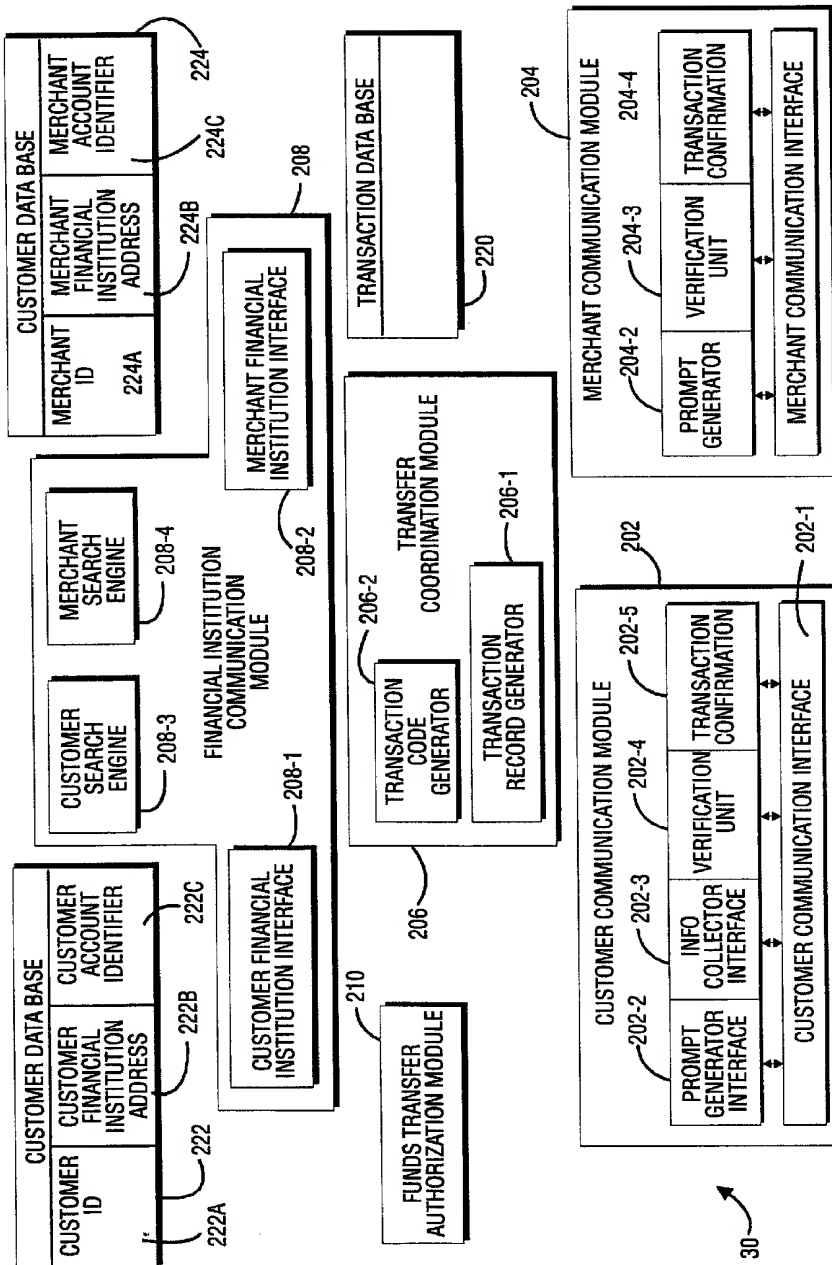 CUSTOMER DATA BASE
CUSTOMER
ID
CUSTOMER
FINANCIAL
INSTITUTION
ADDRESS
CUSTOMER
ACCOUNT
IDENTIFIER
222A
222
222B
222C
CUSTOMER
SEARCH
ENGINE
208-3
MERCHANT
SEARCH
ENGINE
208-4
FINANCIAL INSTITUTION
COMMUNICATION
MODULE
208-1
CUSTOMER FINANCIAL
INSTITUTION INTERFACE
208-2
MERCHANT FINANCIAL
INSTITUTION INTERFACE
208
CUSTOMER DATA BASE
MERCHANT
ID
MERCHANT
FINANCIAL
INSTITUTION
ADDRESS
MERCHANT
ACCOUNT
IDENTIFIER
224A
224B
224C
224
210
FUNDS TRANSFER
AUTHORIZATION MODULE
206
206-2
TRANSACTION
CODE
GENERATOR
TRANSFER
COORDINATION MODULE
206-1
TRANSACTION
RECORD GENERATOR
TRANSACTION DATA BASE
220
30
CUSTOMER COMMUNICATION MODULE
202
202-2
202-3
202-4
202-5
PROMPT
GENERATOR
INTERFACE
INFO
COLLECTOR
INTERFACE
VERIFICATION
UNIT
TRANSACTION
CONFIRMATION
CUSTOMER COMMUNICATION INTERFACE
202-1
MERCHANT COMMUNICATION MODULE
204
204-2
204-3
204-4
PROMPT
GENERATOR
VERIFICATION
UNIT
TRANSACTION
CONFIRMATION
MERCHANT COMMUNICATION INTERFACE